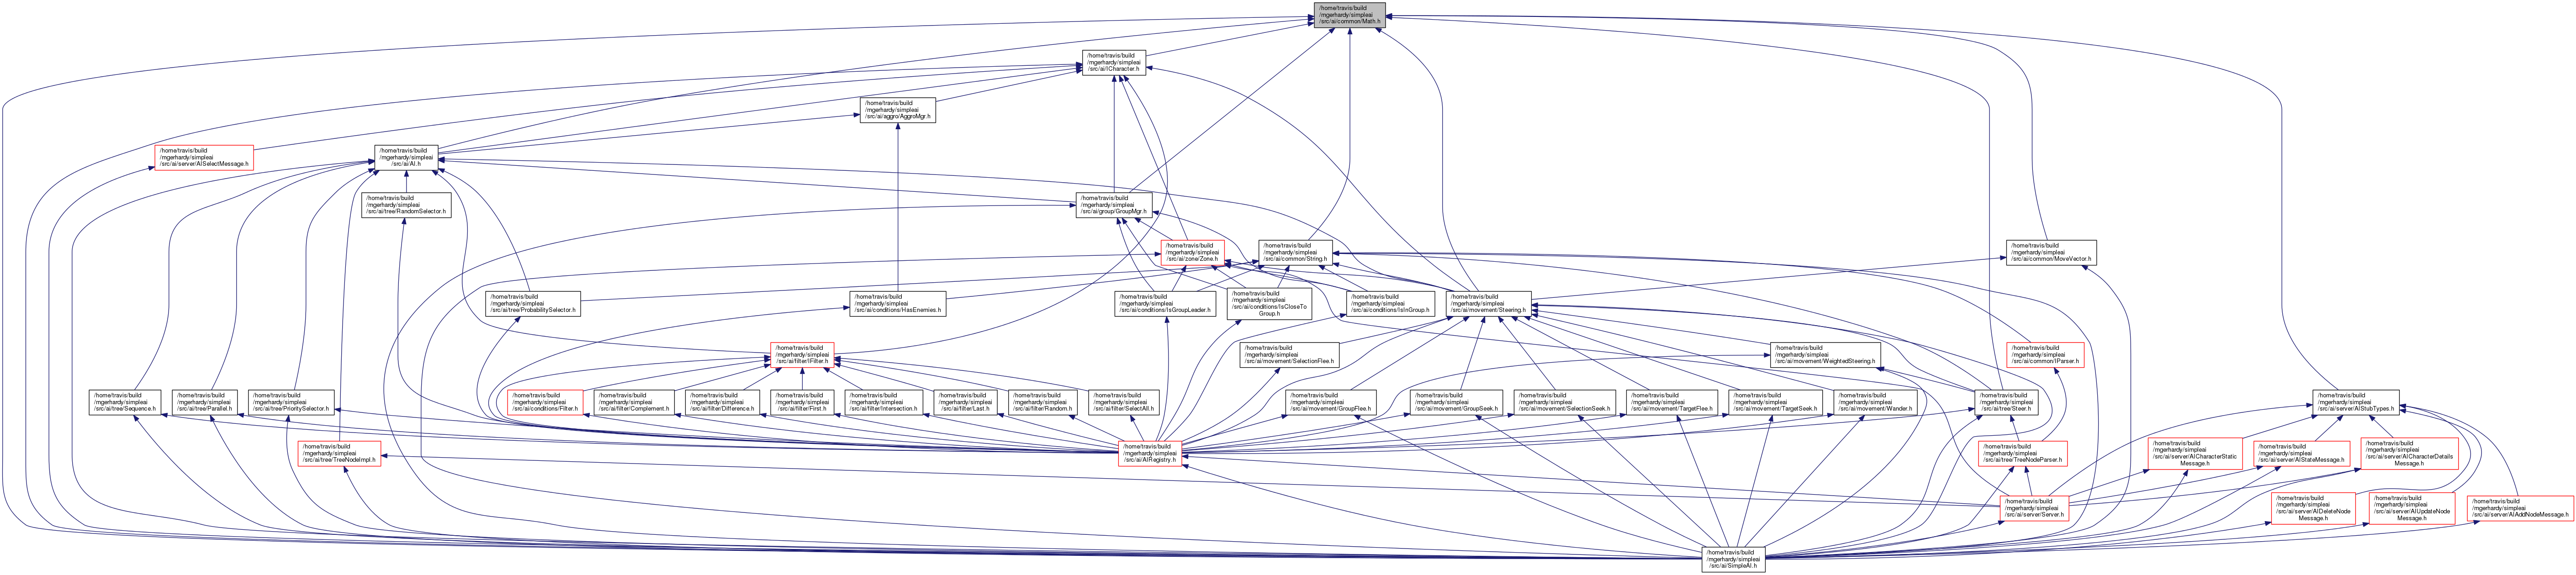 /home/travis/build
/mgerhardy/simpleai
/src/ai/common/Math.h
/home/travis/build
/mgerhardy/simpleai
/src/ai/ICharacter.h
/home/travis/build
/mgerhardy/simpleai
/src/ai/aggro/AggroMgr.h
/home/travis/build
/mgerhardy/simpleai
/src/ai/server/AISelectMessage.h
/home/travis/build
/mgerhardy/simpleai
/src/ai/AI.h
/home/travis/build
/mgerhardy/simpleai
/src/ai/tree/RandomSelector.h
/home/travis/build
/mgerhardy/simpleai
/src/ai/group/GroupMgr.h
/home/travis/build
/mgerhardy/simpleai
/src/ai/zone/Zone.h
/home/travis/build
/mgerhardy/simpleai
/src/ai/common/String.h
/home/travis/build
/mgerhardy/simpleai
/src/ai/common/MoveVector.h
/home/travis/build
/mgerhardy/simpleai
/src/ai/tree/ProbabilitySelector.h
/home/travis/build
/mgerhardy/simpleai
/src/ai/conditions/HasEnemies.h
/home/travis/build
/mgerhardy/simpleai
/src/ai/conditions/IsGroupLeader.h
/home/travis/build
/mgerhardy/simpleai
/src/ai/conditions/IsCloseTo
Group.h
/home/travis/build
/mgerhardy/simpleai
/src/ai/conditions/IsInGroup.h
/home/travis/build
/mgerhardy/simpleai
/src/ai/movement/Steering.h
/home/travis/build
/mgerhardy/simpleai
/src/ai/filter/IFilter.h
/home/travis/build
/mgerhardy/simpleai
/src/ai/movement/SelectionFlee.h
/home/travis/build
/mgerhardy/simpleai
/src/ai/movement/WeightedSteering.h
/home/travis/build
/mgerhardy/simpleai
/src/ai/common/IParser.h
/home/travis/build
/mgerhardy/simpleai
/src/ai/tree/Sequence.h
/home/travis/build
/mgerhardy/simpleai
/src/ai/tree/Parallel.h
/home/travis/build
/mgerhardy/simpleai
/src/ai/tree/PrioritySelector.h
/home/travis/build
/mgerhardy/simpleai
/src/ai/conditions/Filter.h
/home/travis/build
/mgerhardy/simpleai
/src/ai/filter/Complement.h
/home/travis/build
/mgerhardy/simpleai
/src/ai/filter/Difference.h
/home/travis/build
/mgerhardy/simpleai
/src/ai/filter/First.h
/home/travis/build
/mgerhardy/simpleai
/src/ai/filter/Intersection.h
/home/travis/build
/mgerhardy/simpleai
/src/ai/filter/Last.h
/home/travis/build
/mgerhardy/simpleai
/src/ai/filter/Random.h
/home/travis/build
/mgerhardy/simpleai
/src/ai/filter/SelectAll.h
/home/travis/build
/mgerhardy/simpleai
/src/ai/movement/GroupFlee.h
/home/travis/build
/mgerhardy/simpleai
/src/ai/movement/GroupSeek.h
/home/travis/build
/mgerhardy/simpleai
/src/ai/movement/SelectionSeek.h
/home/travis/build
/mgerhardy/simpleai
/src/ai/movement/TargetFlee.h
/home/travis/build
/mgerhardy/simpleai
/src/ai/movement/TargetSeek.h
/home/travis/build
/mgerhardy/simpleai
/src/ai/movement/Wander.h
/home/travis/build
/mgerhardy/simpleai
/src/ai/tree/Steer.h
/home/travis/build
/mgerhardy/simpleai
/src/ai/server/AIStubTypes.h
/home/travis/build
/mgerhardy/simpleai
/src/ai/tree/TreeNodeImpl.h
/home/travis/build
/mgerhardy/simpleai
/src/ai/AIRegistry.h
/home/travis/build
/mgerhardy/simpleai
/src/ai/tree/TreeNodeParser.h
/home/travis/build
/mgerhardy/simpleai
/src/ai/server/AICharacterStatic
Message.h
/home/travis/build
/mgerhardy/simpleai
/src/ai/server/AIStateMessage.h
/home/travis/build
/mgerhardy/simpleai
/src/ai/server/AICharacterDetails
Message.h
/home/travis/build
/mgerhardy/simpleai
/src/ai/server/Server.h
/home/travis/build
/mgerhardy/simpleai
/src/ai/server/AIDeleteNode
Message.h
/home/travis/build
/mgerhardy/simpleai
/src/ai/server/AIUpdateNode
Message.h
/home/travis/build
/mgerhardy/simpleai
/src/ai/server/AIAddNodeMessage.h
/home/travis/build
/mgerhardy/simpleai
/src/ai/SimpleAI.h